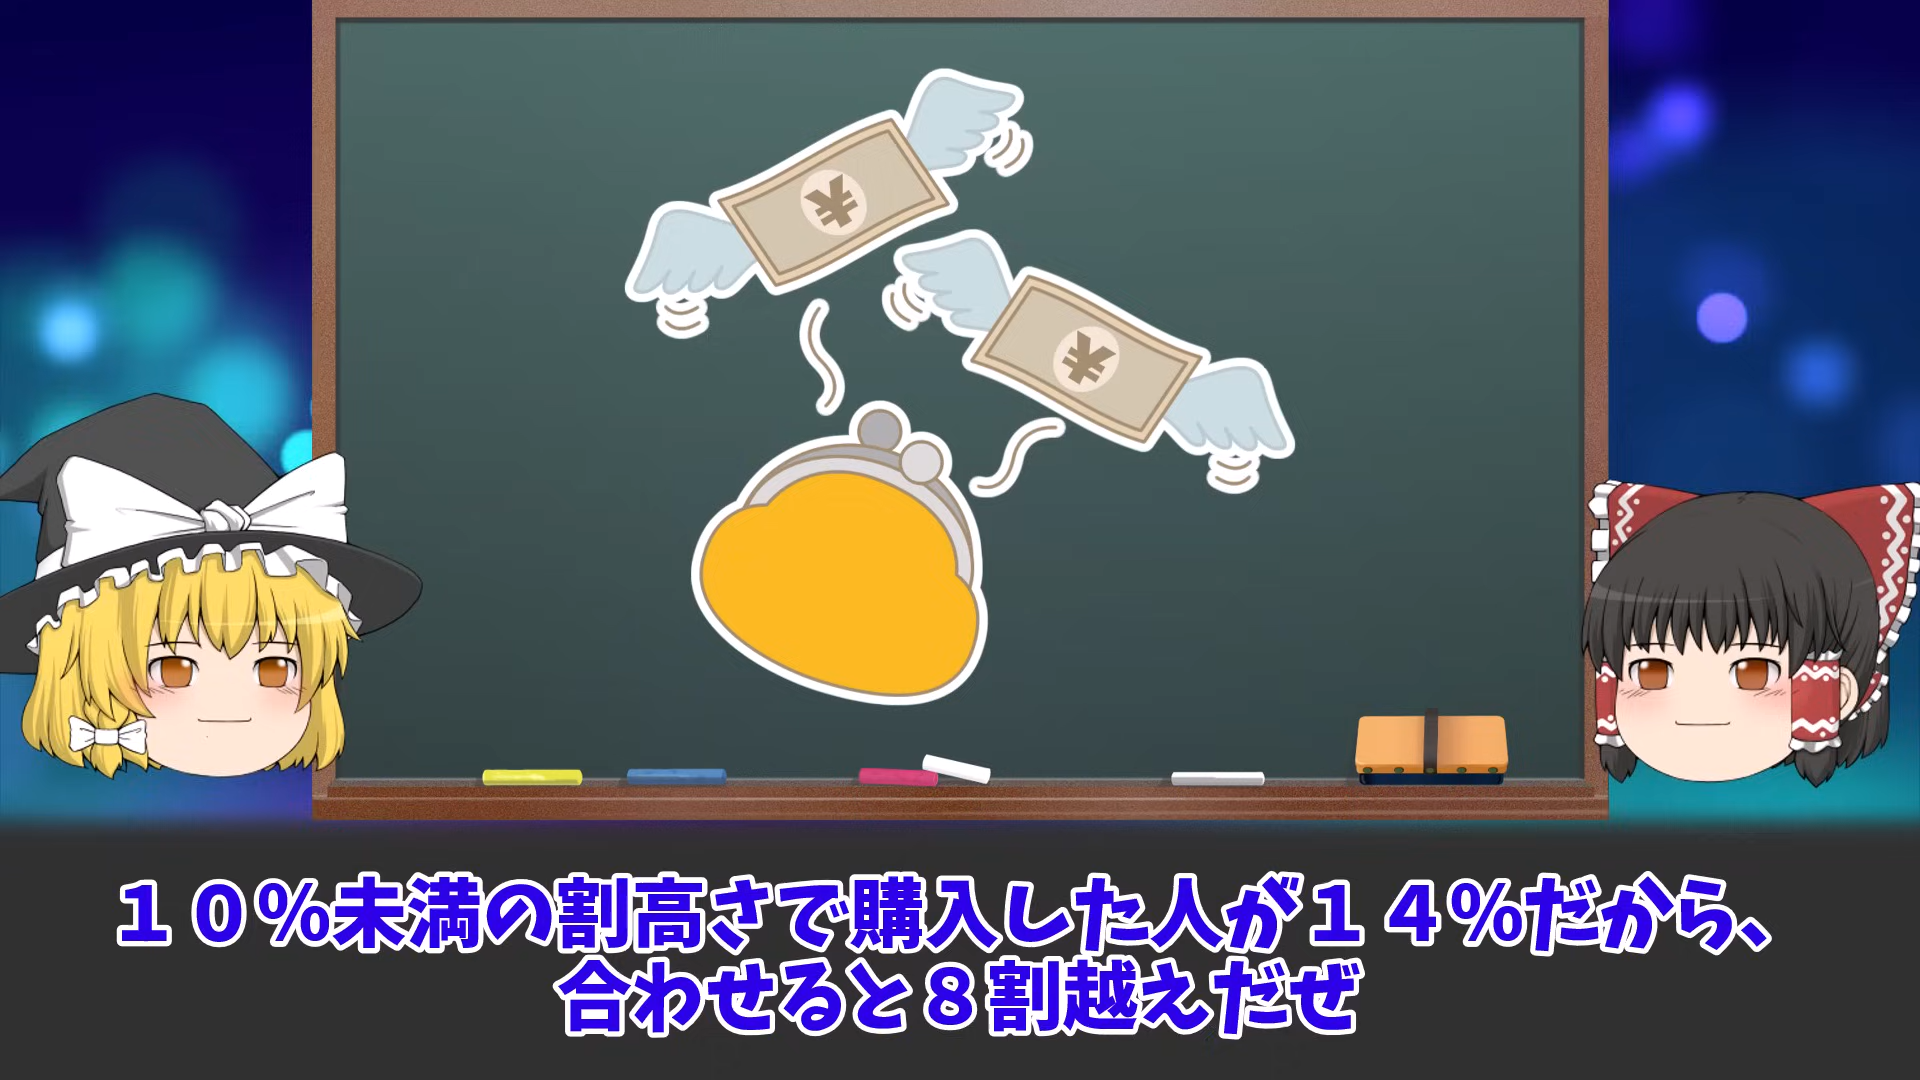 ¥
¥
１０％未満の割高さで購入した人が１４％だから、
合わせると８割越えだぜ